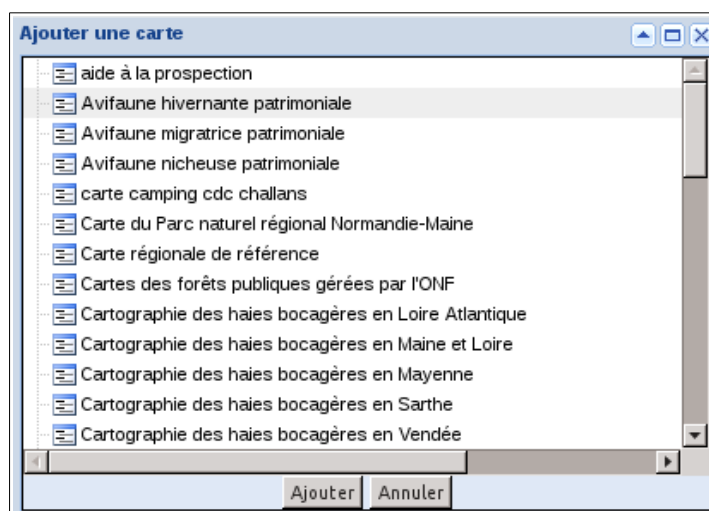 Ajouter une carte
aide à la prospection
Avifaune hivernante patrimoniale
Avifaune migratrice patrimoniale
Avifaune nicheuse patrimoniale
carte camping cdc challans
Carte du Parc naturel régional Normandie-Maine
Carte régionale de référence
Cartes des forêts publiques gérées par l'ONF
Cartographie des haies bocagères en Loire Atlantique
Cartographie des haies bocagères en Maine et Loire
Cartographie des haies bocagères en Mayenne
Cartographie des haies bocagères en Sarthe
Cartographie des haies bocagères en Vendée
Ajouter Annuler